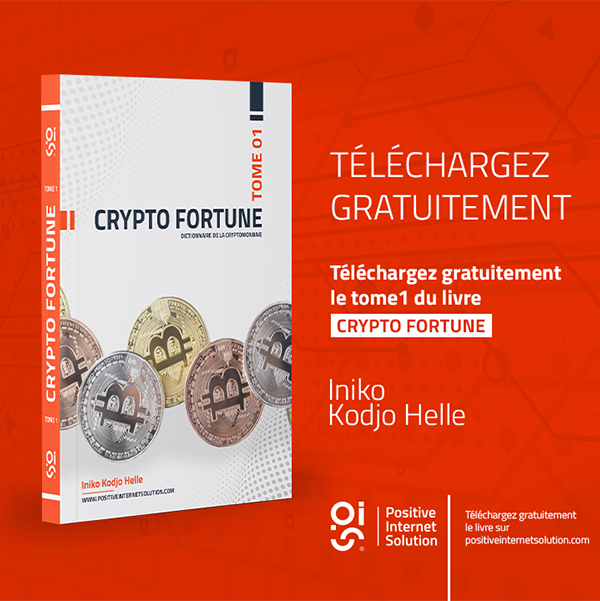 TOME 1
CRYPTO FORTUNE
TOME 1
TOME 01
CRYPTO FORTUNE
DICTIONNAIRE DE LA CRYPTOMONNAIE
Iniko Kodjo Helle
WWW.POSITIVEINTERNETSOLUTION.COM
TÉLÉCHARGEZ
GRATUITEMENT
Téléchargez gratuitement
le tome1 du livre
CRYPTO FORTUNE
Iniko
Kodjo Helle
Positive
Internet
Solution
Téléchargez gratuitement
le livre sur
positiveinternetsolution.com